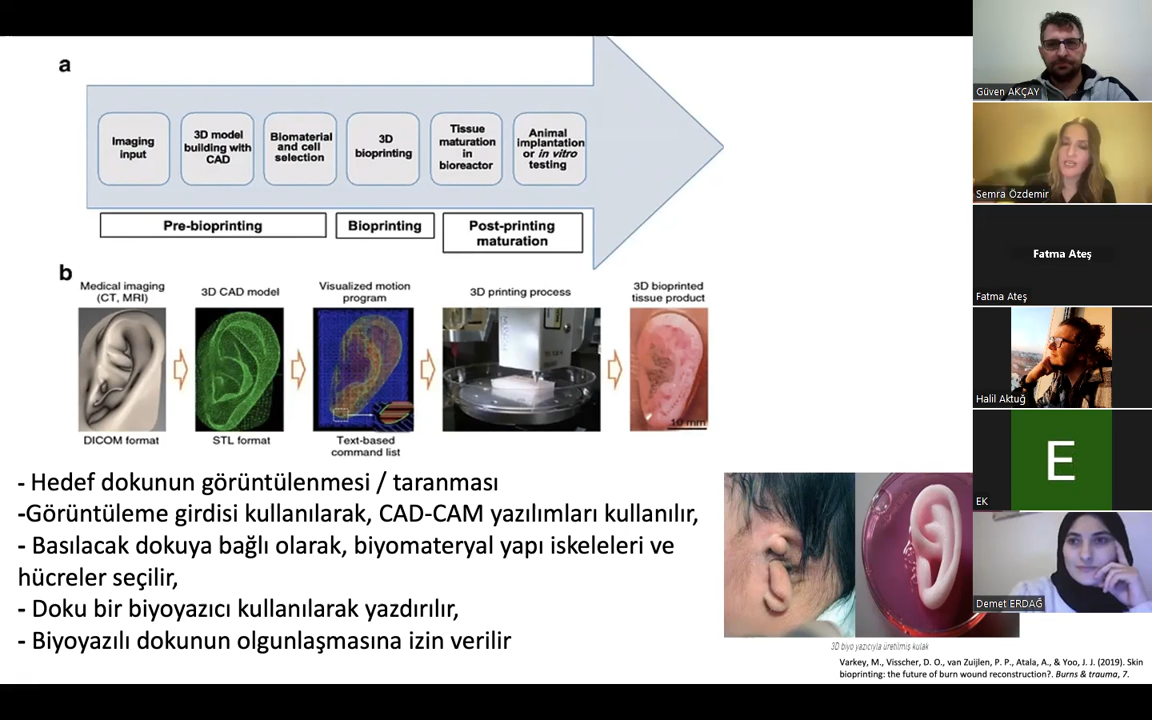 a
Imaging
input
3D model
building with
CAD
Biomaterial
and cell
selection
3D
bioprinting
Tissue
maturation
in
bioreactor
Animal
implantation
or in vitro
testing
Pre-bioprinting
Bioprinting
Post-printing
maturation
b
Medical imaging
(CT, MRI)
3D CAD model
Visualized motion
program
3D printing process
3D bioprinted
tissue product
10 mm
DICOM format
STL format
Text-based
command list
- Hedef dokunun görüntülenmesi / taranması
-Görüntüleme girdisi kullanılarak, CAD-CAM yazılımları kullanılır,
- Basılacak dokuya bağlı olarak, biyomateryal yapı iskeleleri ve
hücreler seçilir,
- Doku bir biyoyazıcı kullanılarak yazdırılır,
- Biyoyazılı dokunun olgunlaşmasına izin verilir
3D biyo yazıcıyla üretilmiş kulak
Varkey, M., Visscher, D. O., van Zuijlen, P. P., Atala, A., & Yoo, J. J. (2019). Skin
bioprinting: the future of burn wound reconstruction?. Burns & trauma, 7.
Güven AKÇAY
Semra Özdemir
Fatma Ateş
Fatma Ateş
Halil Aktuğ
E
EK
Demet ERDAĞ